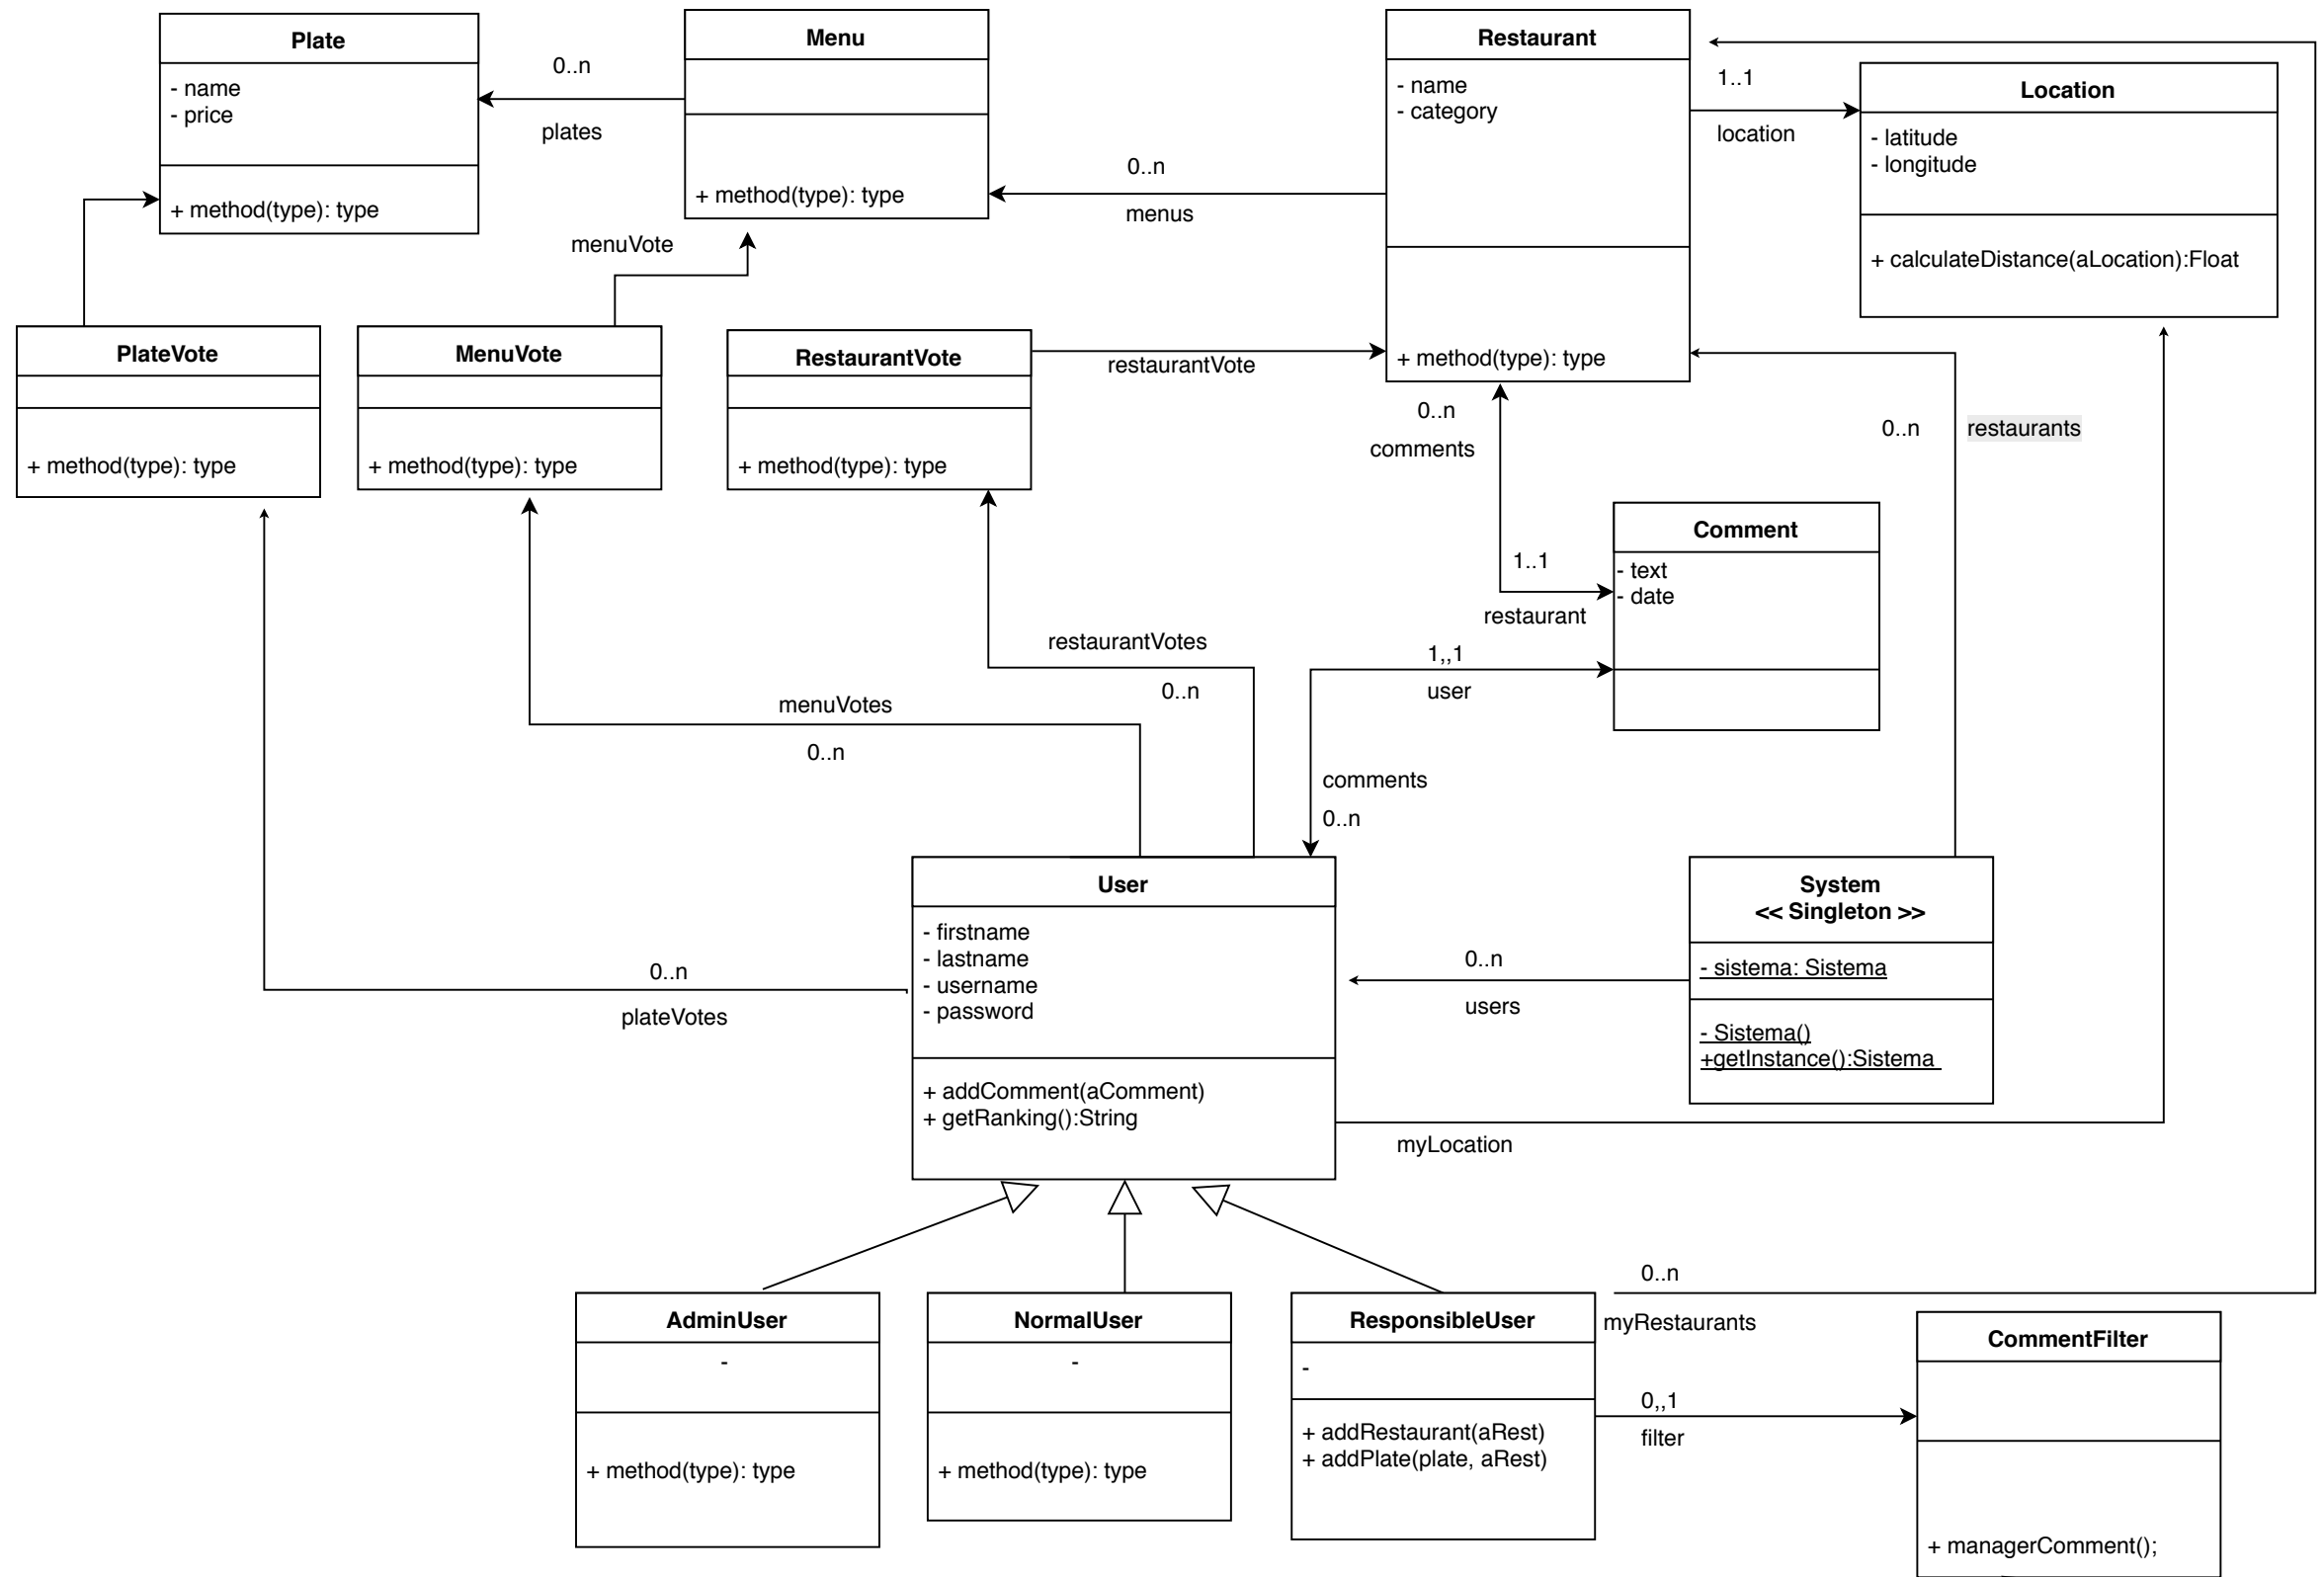 Plate
- name
- price
+ method(type): type
0..n
plates
Menu
+ method(type): type
0..n
menus
Restaurant
- name
- category
+ method(type): type
1..1
location
Location
- latitude
- longitude
+ calculateDistance(aLocation):Float
menuVote
PlateVote
+ method(type): type
MenuVote
+ method(type): type
RestaurantVote
+ method(type): type
restaurantVote
0..n
comments
0..n
restaurants
1..1
restaurant
Comment
- text
- date
1,,1
user
restaurantVotes
0..n
menuVotes
0..n
comments
0..n
0..n
plateVotes
User
- firstname
- lastname
- username
- password
+ addComment(aComment)
+ getRanking():String
0..n
users
System
<< Singleton >>
- sistema: Sistema
- Sistema()
+getInstance():Sistema
myLocation
AdminUser
-
+ method(type): type
NormalUser
-
+ method(type): type
ResponsibleUser
-
+ addRestaurant(aRest)
+ addPlate(plate, aRest)
0..n
myRestaurants
0,,1
filter
CommentFilter
+ managerComment();